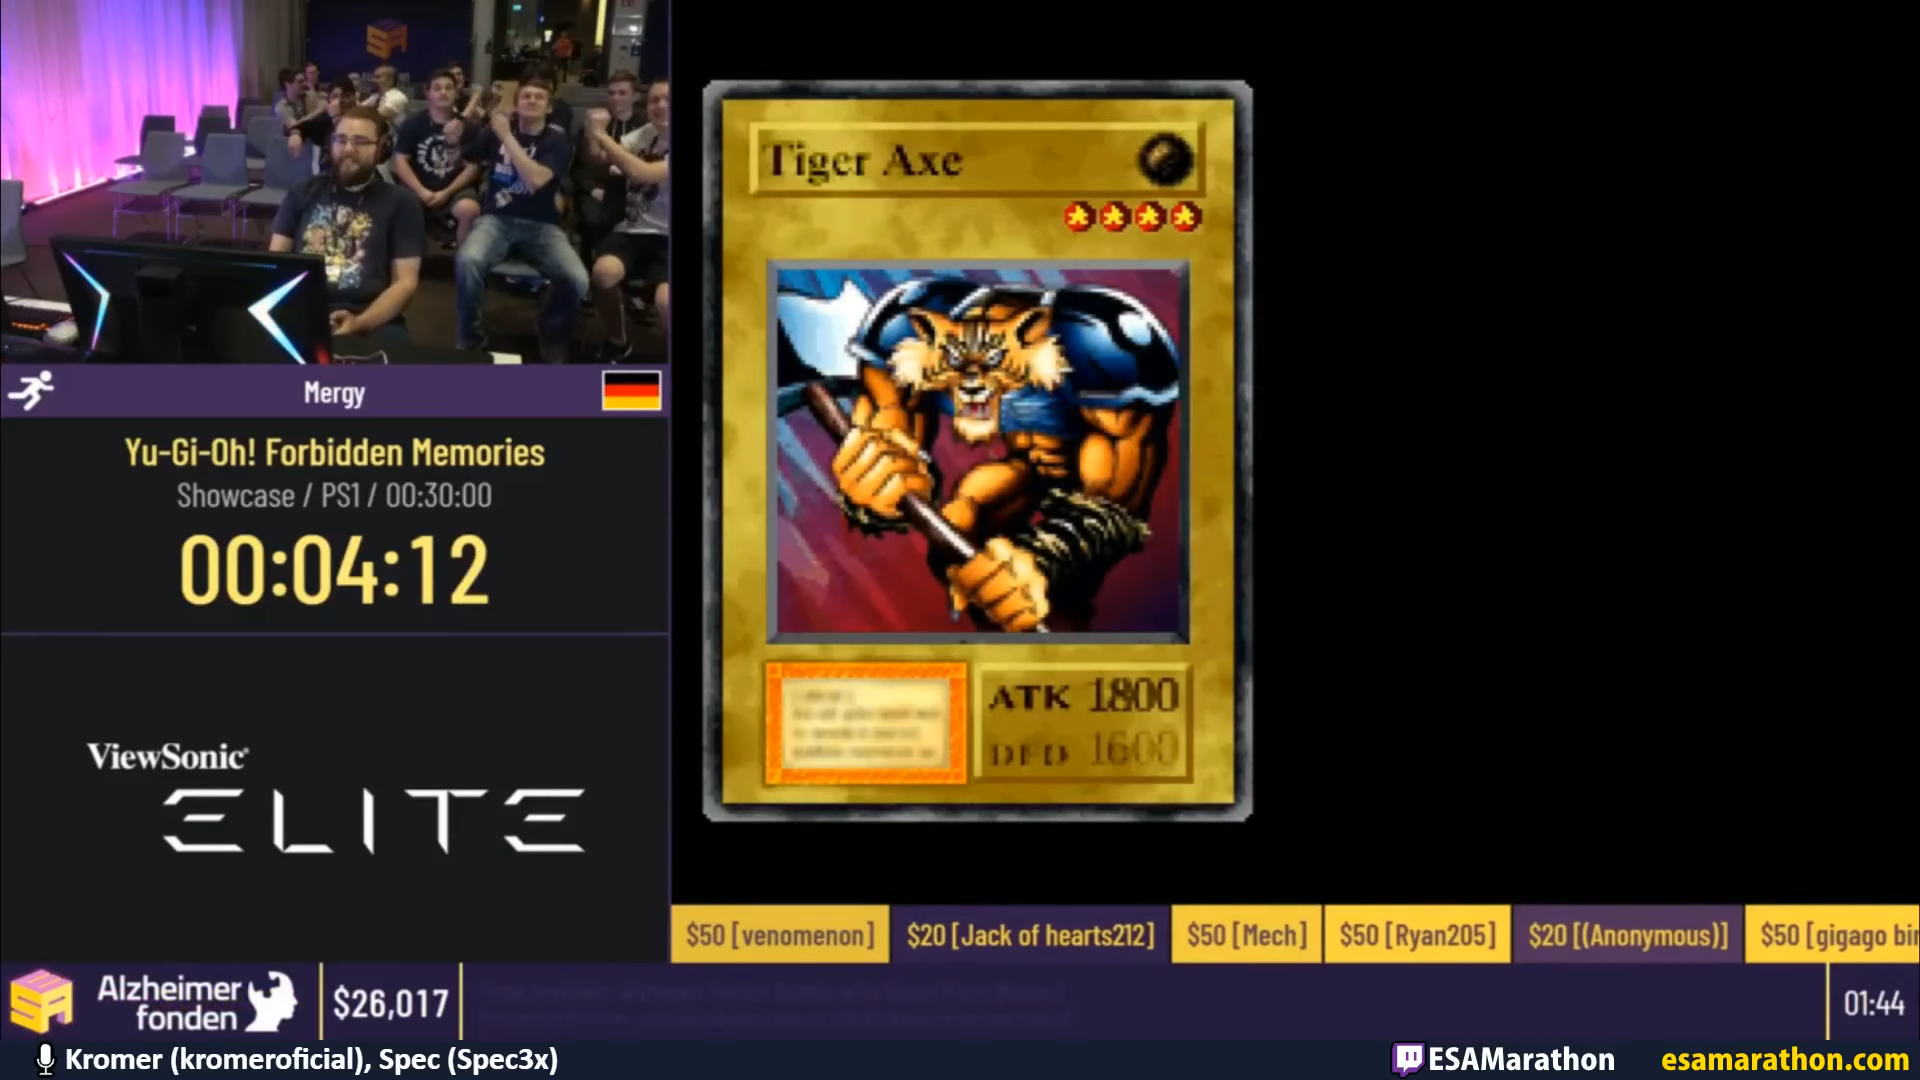 Mergy
Yu-Gi-Oh! Forbidden Memories
Showcase / PS1 / 00:30:00
00:04:12
ViewSonic
ELITE
Tiger Axe
ATK 1800
DFD 1600
$50 [venomenon]
$20 [Jack of hearts212]
$50 [Mech]
$50 [Ryan205]
$20 [(Anonymous)]
$50 [gigago bin
Alzheimer
fonden
$26,017
01:44
Kromer (kromeroficial), Spec (Spec3x)
ESAMarathon
esamarathon.com